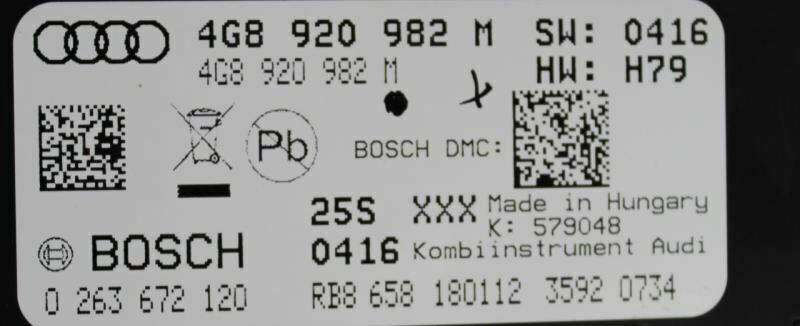 4G8 920 982 M SW: 0416
4G8 920 982 M HW: H79
Pb
BOSCH DMC:
25S XXX Made in Hungary
K: 579048
BOSCH 0416 Kombiinstrument Audi
0 263 672 120 RB8 658 180112 3592 0734